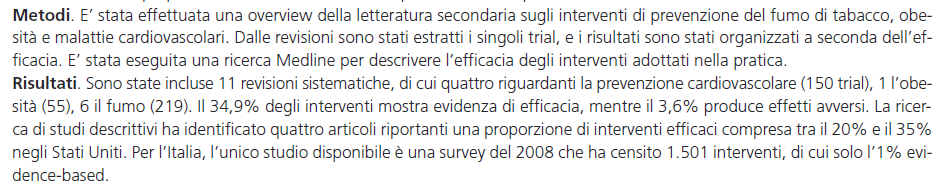 Metodi. E’ stata effettuata una overview della letteratura secondaria sugli interventi di prevenzione del fumo di tabacco, obe-
sità e malattie cardiovascolari. Dalle revisioni sono stati estratti i singoli trial, e i risultati sono stati organizzati a seconda dell’ef-
ficacia. E’ stata eseguita una ricerca Medline per descrivere l’efficacia degli interventi adottati nella pratica.
Risultati. Sono state incluse 11 revisioni sistematiche, di cui quattro riguardanti la prevenzione cardiovascolare (150 trial), 1 l’obe-
sità (55), 6 il fumo (219). Il 34,9% degli interventi mostra evidenza di efficacia, mentre il 3,6% produce effetti avversi. La ricer-
ca di studi descrittivi ha identificato quattro articoli riportanti una proporzione di interventi efficaci compresa tra il 20% e il 35%
negli Stati Uniti. Per l’Italia, l’unico studio disponibile è una survey del 2008 che ha censito 1.501 interventi, di cui solo l’1% evi-
dence-based.